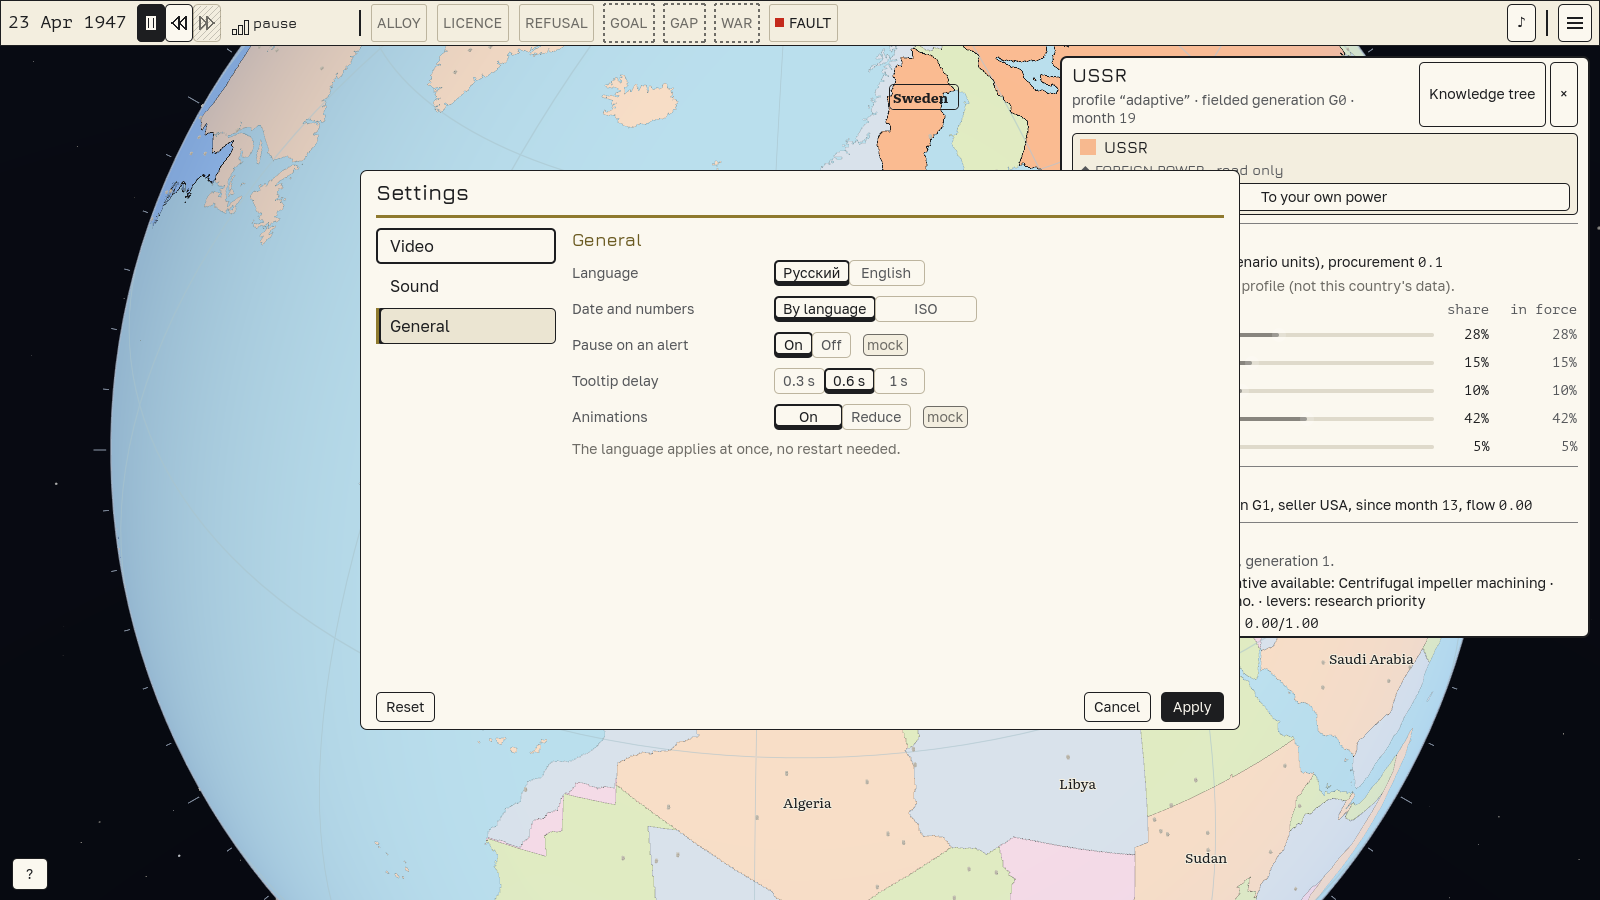 23 Apr 1947
pause
ALLOY
LICENCE
REFUSAL
GOAL
GAP
WAR
FAULT
♪
USSR
profile “adaptive” · fielded generation G0 ·
month 19
Knowledge tree
×
USSR
FOREIGN POWER · read only
To your own power
Sweden
Settings
Video
Sound
General
General
Language
Русский
English
Date and numbers
By language
ISO
Pause on an alert
On
Off
mock
Tooltip delay
0.3 s
0.6 s
1 s
Animations
On
Reduce
mock
The language applies at once, no restart needed.
Reset
Cancel
Apply
enario units), procurement 0.1
profile (not this country's data).
share in force
28% 28%
15% 15%
10% 10%
42% 42%
5% 5%
n G1, seller USA, since month 13, flow 0.00
generation 1.
ative available: Centrifugal impeller machining ·
no. · levers: research priority
0.00/1.00
Saudi Arabia
Libya
Algeria
Sudan
?